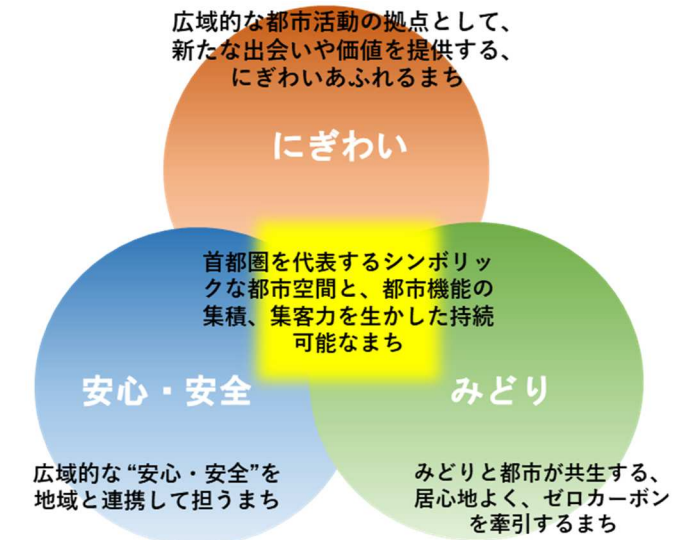 広域的な都市活動の拠点として、
新たな出会いや価値を提供する、
にぎわいあふれるまち
にぎわい
首都圏を代表するシンボリッ
クな都市空間と、都市機能の
集積、集客力を生かした持続
可能なまち
安心・安全
みどり
広域的な“安心・安全”を
地域と連携して担うまち
みどりと都市が共生する、
居心地よく、ゼロカーボン
を牽引するまち